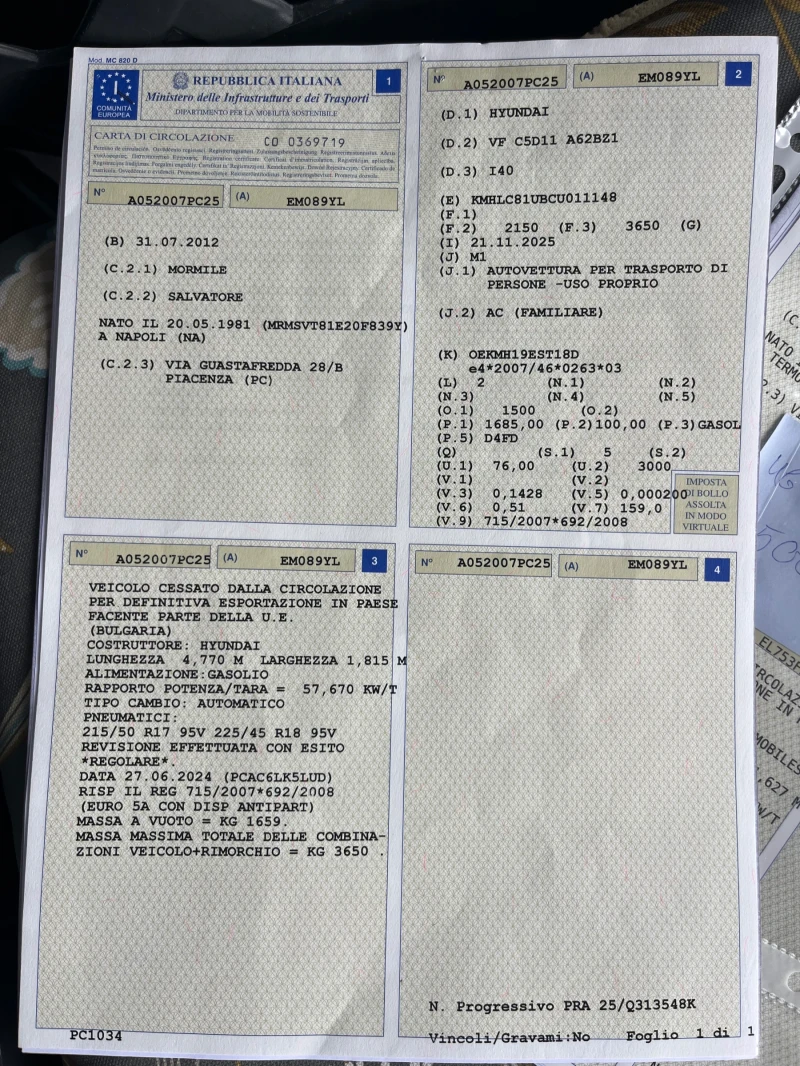 Mod. MC 820 D
I
COMUNITÀ
EUROPEA
REPUBBLICA ITALIANA
Ministero delle Infrastrutture e dei Trasporti
DIPARTIMENTO PER LA MOBILITÀ SOSTENIBILE
1
CARTA DI CIRCOLAZIONE CO 0369719
N° A052007PC25 (A) EM089YL
(B) 31.07.2012
(C.2.1) MORMILE
(C.2.2) SALVATORE
NATO IL 20.05.1981 (MRMSVT81E20F839Y)
A NAPOLI (NA)
(C.2.3) VIA GUASTAFREDDA 28/B
PIACENZA (PC)
N° A052007PC25 (A) EM089YL 2
(D.1) HYUNDAI
(D.2) VF C5D11 A62BZ1
(D.3) I40
(E) KMHLC81UBCU011148
(F.1)
(F.2) 2150 (F.3) 3650 (G)
(I) 21.11.2025
(J) M1
(J.1) AUTOVETTURA PER TRASPORTO DI
PERSONE -USO PROPRIO
(J.2) AC (FAMILIARE)
(K) OEKMH19EST18D
e4*2007/46*0263*03
(L) 2 (N.1) (N.2)
(N.3) (N.4) (N.5)
(O.1) 1500 (O.2)
(P.1) 1685,00 (P.2)100,00 (P.3)GASOL
(P.5) D4FD
(Q) (S.1) 5 (S.2)
(U.1) 76,00 (U.2) 3000
(V.1) (V.2)
(V.3) 0,1428 (V.5) 0,000200
(V.6) 0,51 (V.7) 159,0
(V.9) 715/2007*692/2008
IMPOSTA
DI BOLLO
ASSOLTA
IN MODO
VIRTUALE
N° A052007PC25 (A) EM089YL 3
VEICOLO CESSATO DALLA CIRCOLAZIONE
PER DEFINITIVA ESPORTAZIONE IN PAESE
FACENTE PARTE DELLA U.E.
(BULGARIA)
COSTRUTTORE: HYUNDAI
LUNGHEZZA 4,770 M LARGHEZZA 1,815 M
ALIMENTAZIONE:GASOLIO
RAPPORTO POTENZA/TARA = 57,670 KW/T
TIPO CAMBIO: AUTOMATICO
PNEUMATICI:
215/50 R17 95V 225/45 R18 95V
REVISIONE EFFETTUATA CON ESITO
*REGOLARE*.
DATA 27.06.2024 (PCAC6LK5LUD)
RISP IL REG 715/2007*692/2008
(EURO 5A CON DISP ANTIPART)
MASSA A VUOTO = KG 1659.
MASSA MASSIMA TOTALE DELLE COMBINA-
ZIONI VEICOLO+RIMORCHIO = KG 3650 .
PC1034
N° A052007PC25 (A) EM089YL 4
N. Progressivo PRA 25/Q313548K
Vincoli/Gravami:No Foglio 1 di 1
(C.
NATO
TERMO
.3) V
EL753
IRCOLAZ
NE IN
MOBILES
,627 M
W/T